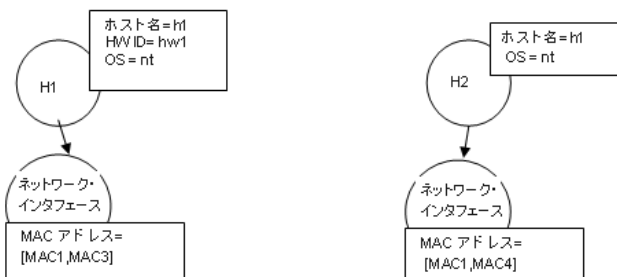 ホスト名=h1
HWID=hw1
OS=nt
H1
ネットワーク・
インタフェース
MAC アドレス=
[MAC1,MAC3]
ホスト名=h1
OS=nt
H2
ネットワーク・
インタフェース
MAC アドレス=
[MAC1,MAC4]